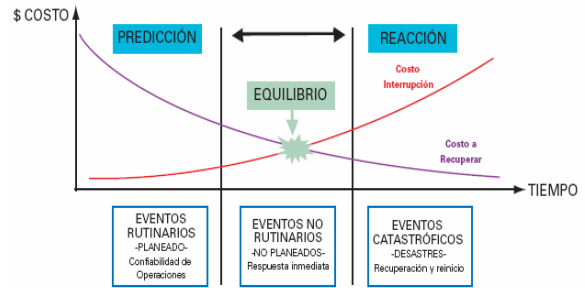 $ COSTO
PREDICCIÓN
REACCIÓN
Costo
Interrupción
EQUILIBRIO
Costo a
Recuperar
TIEMPO
EVENTOS
RUTINARIOS
-PLANEADO-
Confiabilidad de
Operaciones
EVENTOS NO
RUTINARIOS
-NO PLANEADOS-
Respuesta inmediata
EVENTOS
CATASTRÓFICOS
-DESASTRES-
Recuperación y reinicio